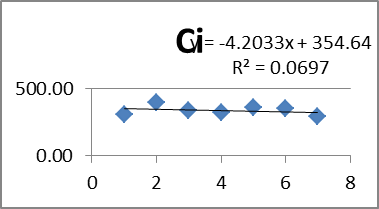 Ci
y = -4.2033x + 354.64
R² = 0.0697
500.00
0.00
0 2 4 6 8